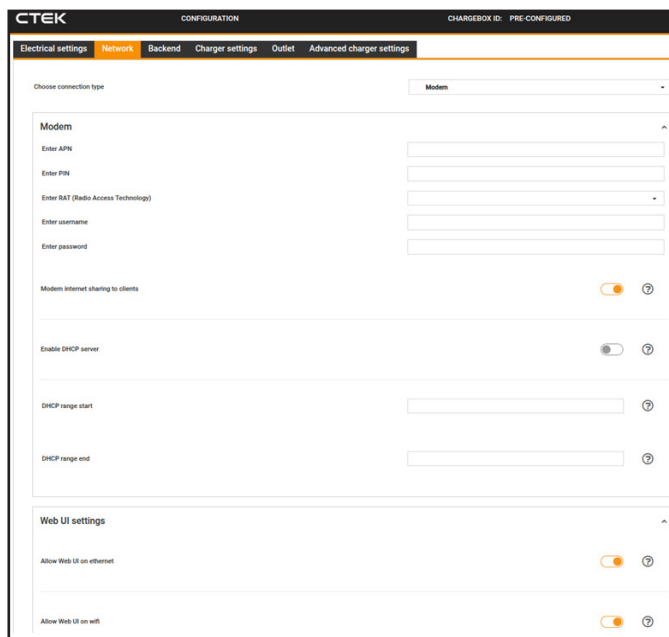 CTEK CONFIGURATION CHARGEBOX ID: PRE-CONFIGURED
Electrical settings Network Backend Charger settings Outlet Advanced charger settings
Choose connection type Modem
Modem
Enter APN
Enter PIN
Enter RAT (Radio Access Technology)
Enter username
Enter password
Modem internet sharing to clients ?
Enable DHCP server ?
DHCP range start ?
DHCP range end ?
Web UI settings
Allow Web UI on ethernet ?
Allow Web UI on wifi ?